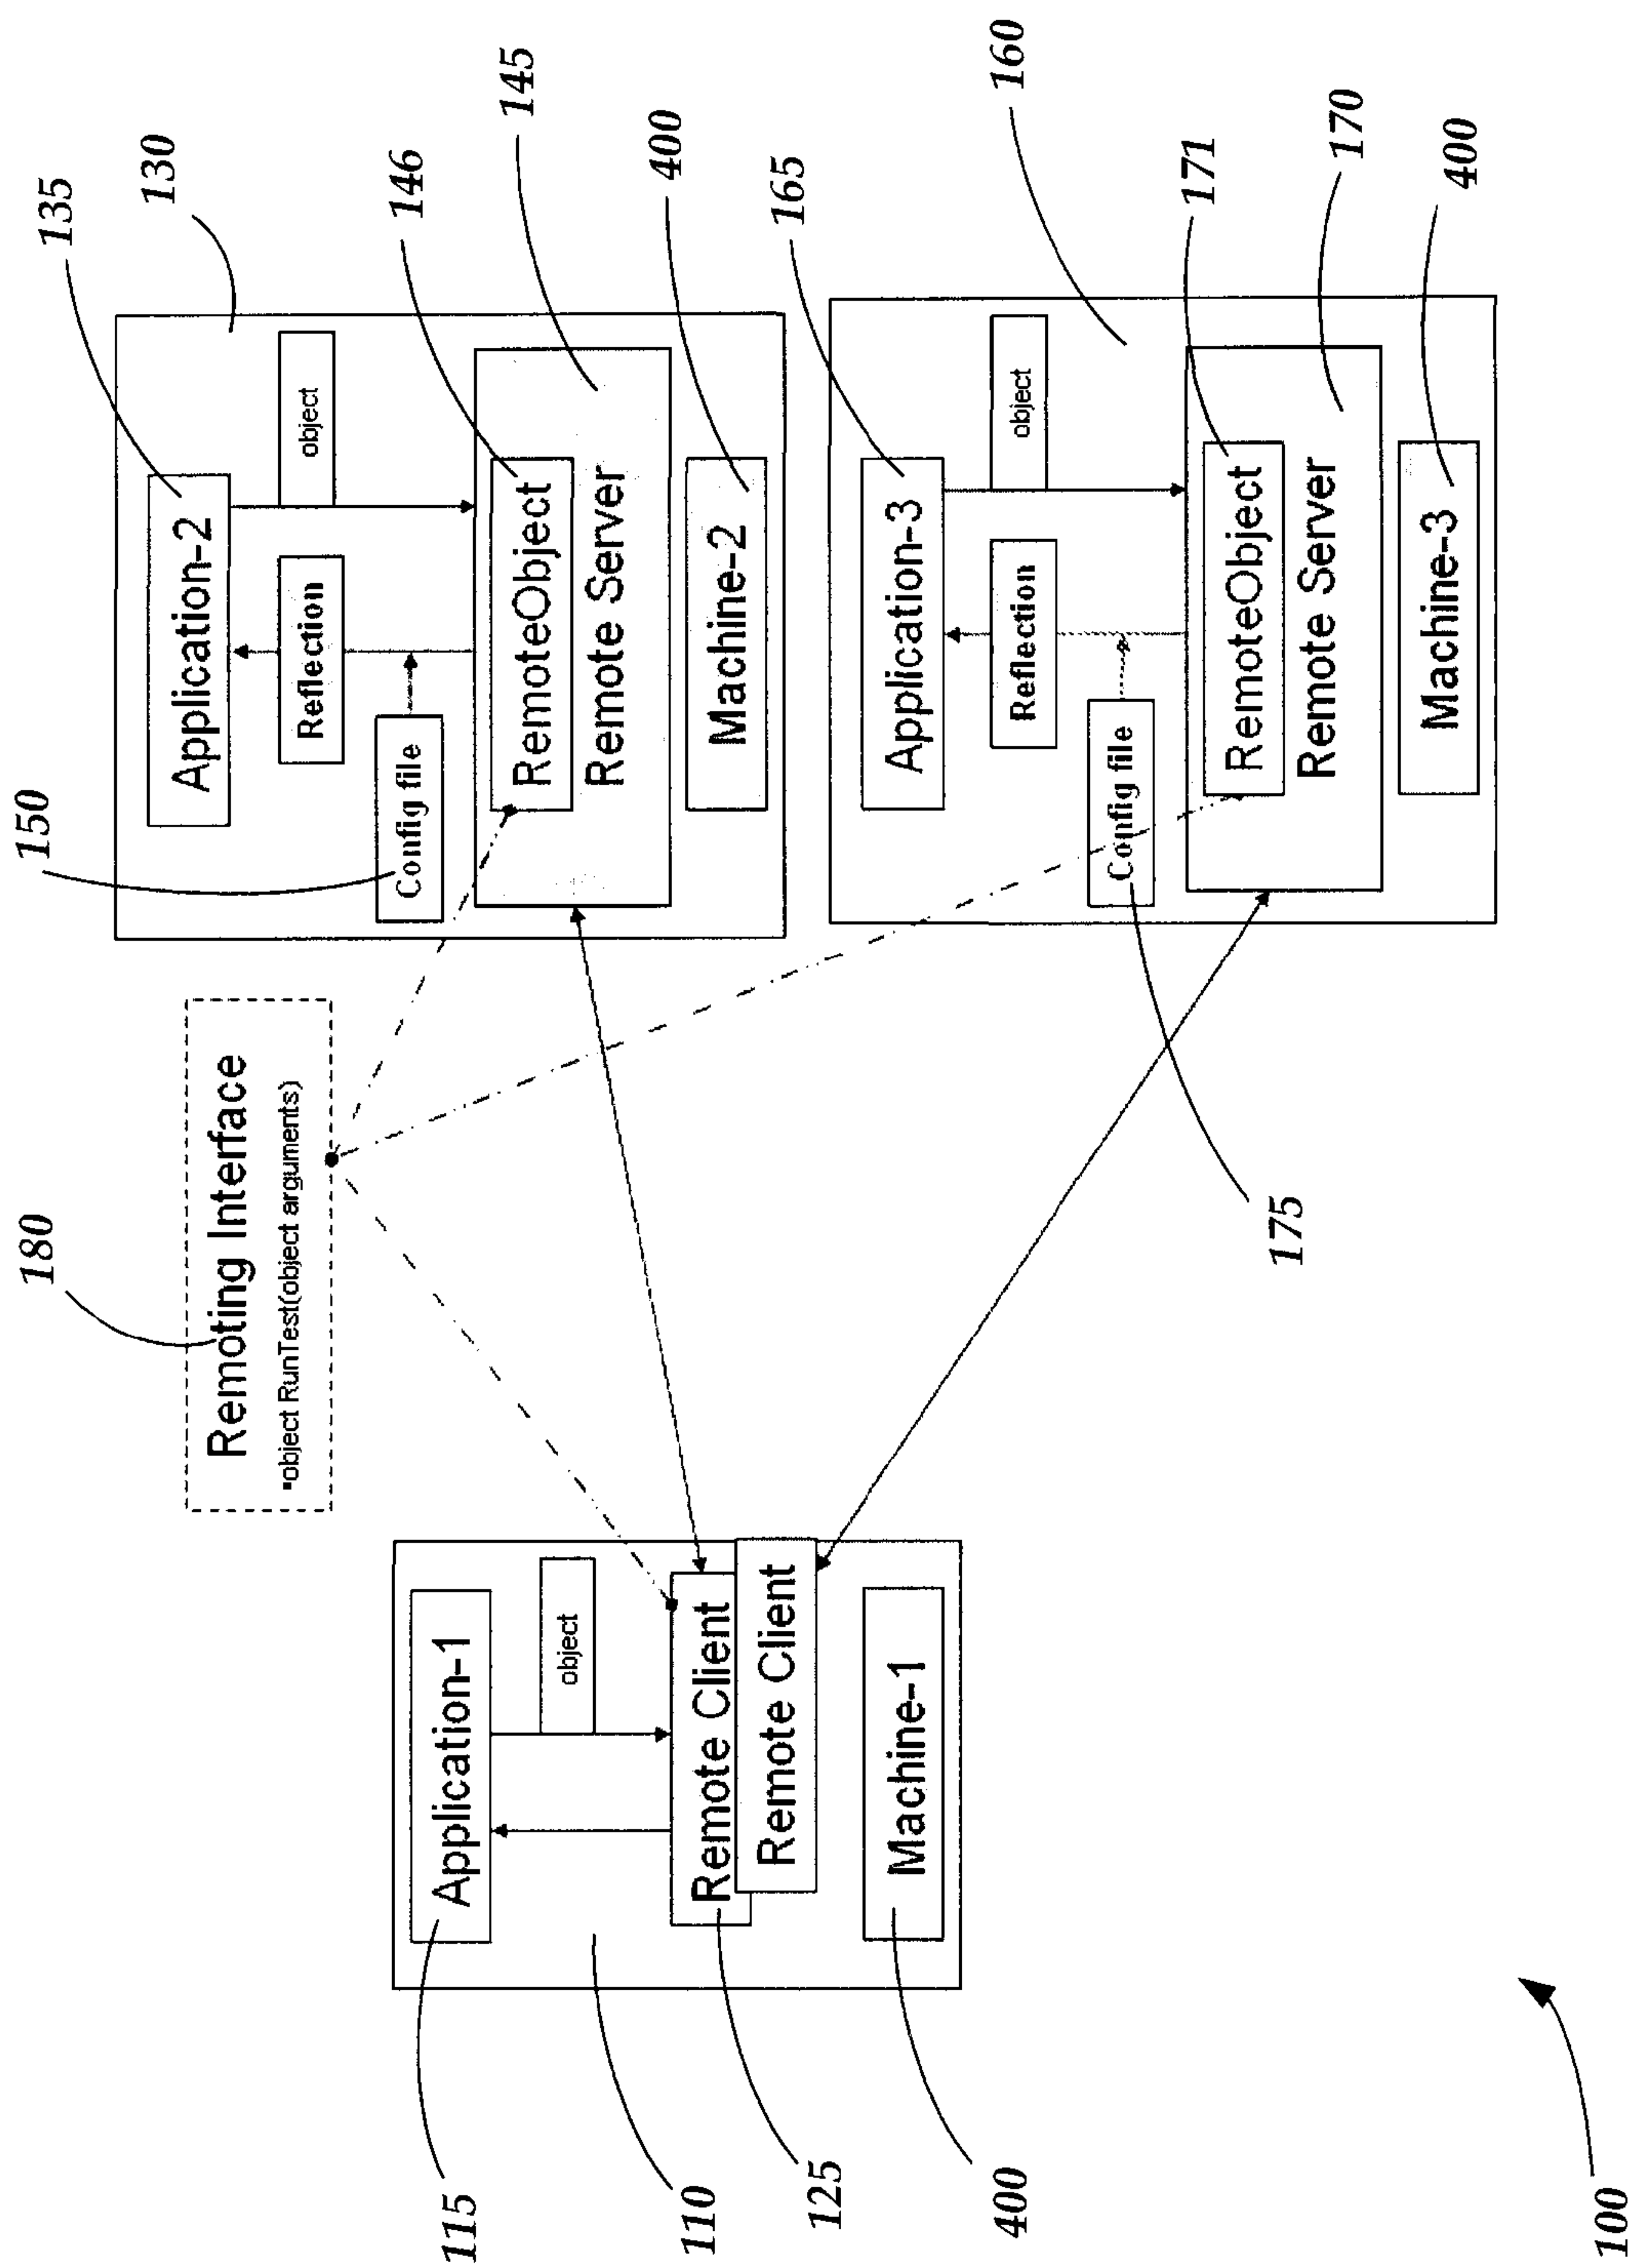 180
Remoting Interface
▪object RunTest(object arguments)
115
Application-1
object
110
Remote Client
125
Remote Client
Machine-1
400
100
135
130
Application-2
Reflection
object
150
Config file
146
RemoteObject
145
Remote Server
Machine-2
400
165
160
Application-3
Reflection
object
175
Config file
171
RemoteObject
170
Remote Server
Machine-3
400